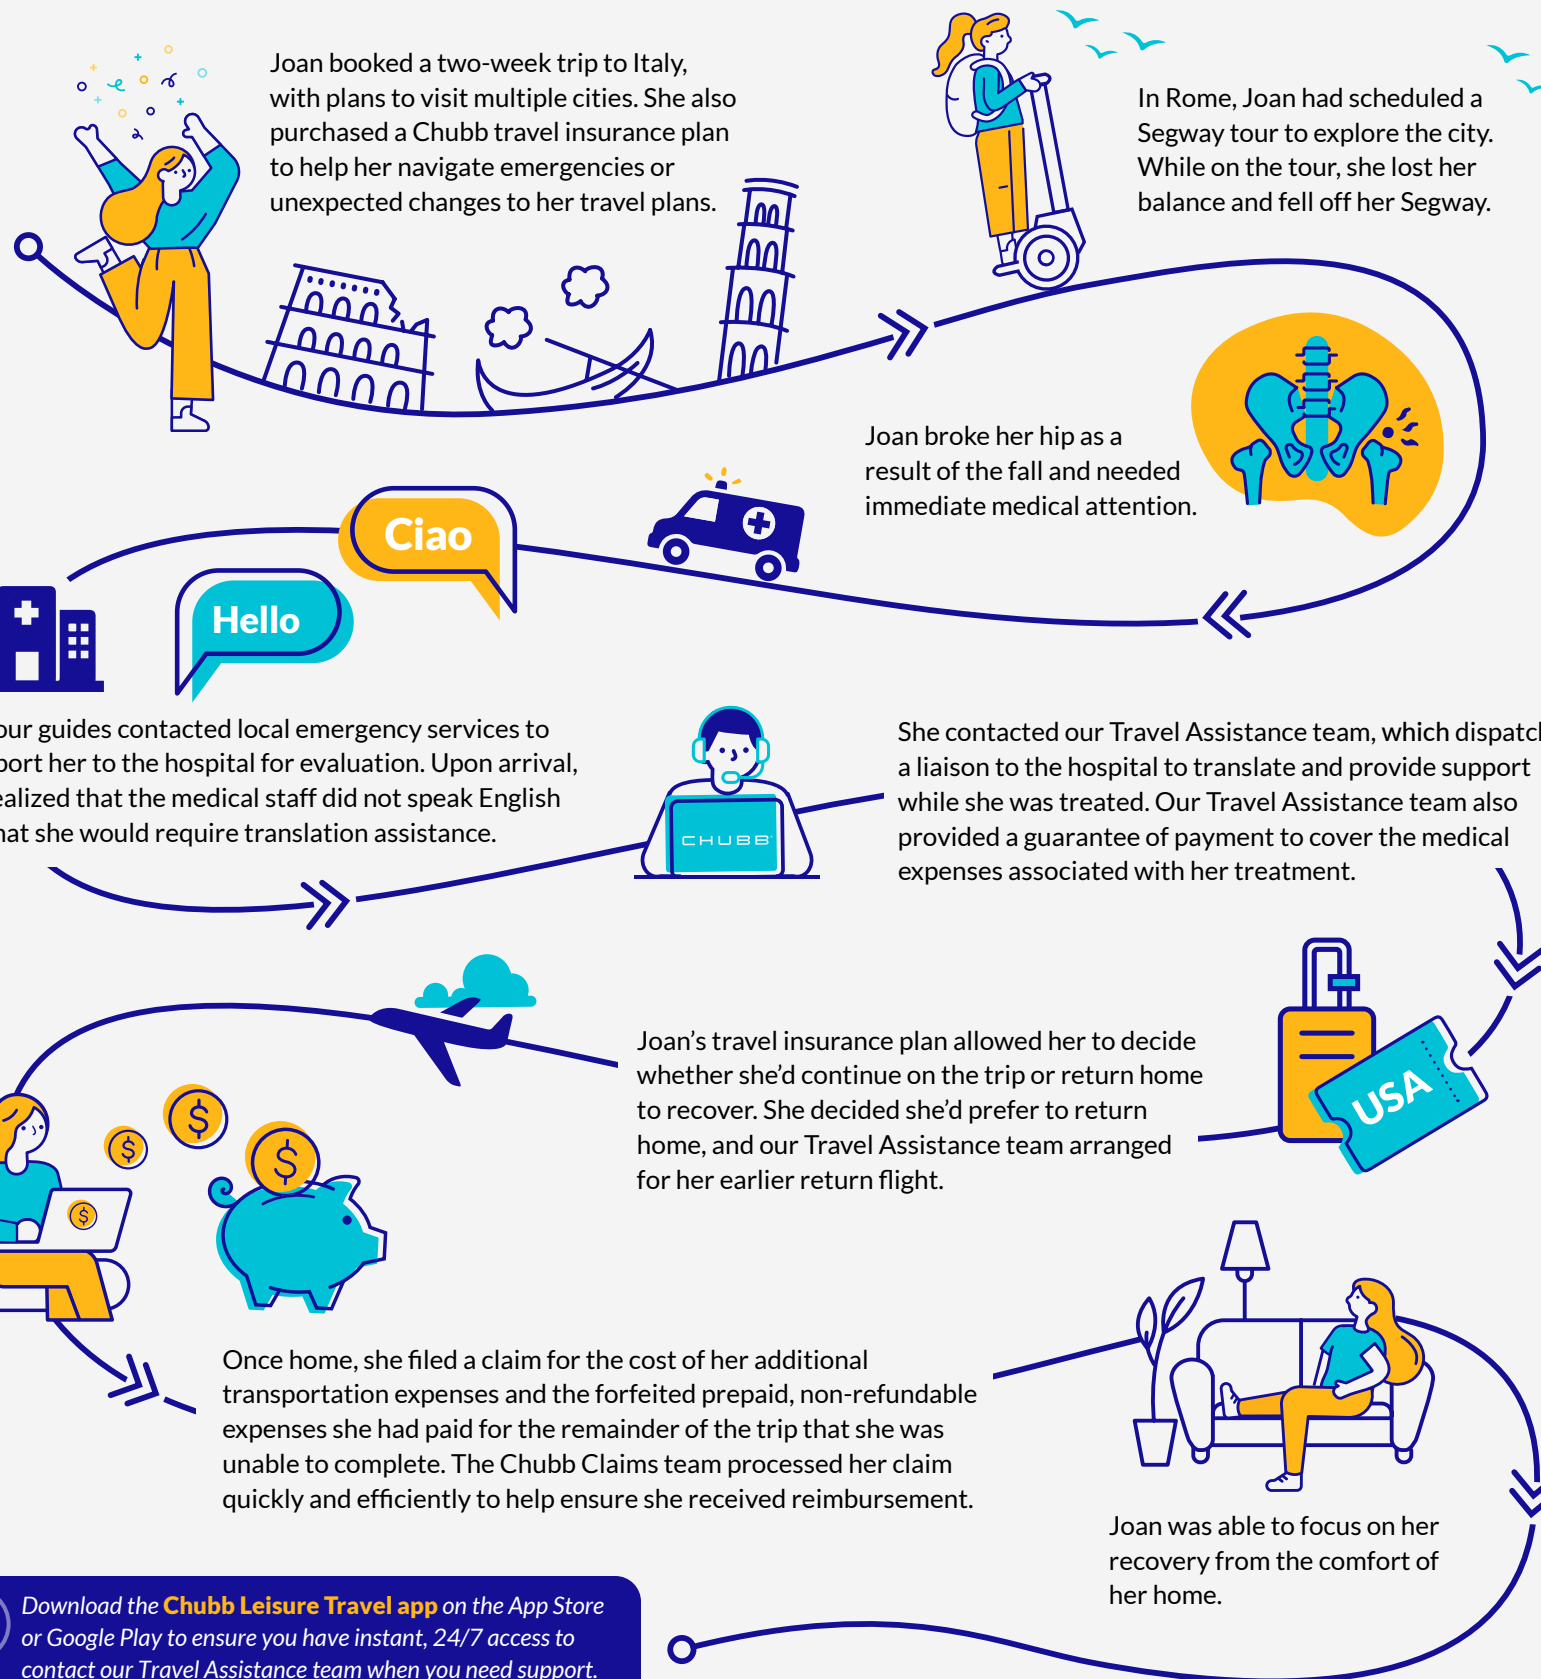 Joan booked a two-week trip to Italy,
with plans to visit multiple cities. She also
purchased a Chubb travel insurance plan
to help her navigate emergencies or
unexpected changes to her travel plans.
In Rome, Joan had scheduled a
Segway tour to explore the city.
While on the tour, she lost her
balance and fell off her Segway.
Joan broke her hip as a
result of the fall and needed
immediate medical attention.
Ciao
Hello
our guides contacted local emergency services to
port her to the hospital for evaluation. Upon arrival,
ealized that the medical staff did not speak English
hat she would require translation assistance.
CHUBB
She contacted our Travel Assistance team, which dispatch
a liaison to the hospital to translate and provide support
while she was treated. Our Travel Assistance team also
provided a guarantee of payment to cover the medical
expenses associated with her treatment.
USA
Joan’s travel insurance plan allowed her to decide
whether she’d continue on the trip or return home
to recover. She decided she’d prefer to return
home, and our Travel Assistance team arranged
for her earlier return flight.
$
$
$
$
Once home, she filed a claim for the cost of her additional
transportation expenses and the forfeited prepaid, non-refundable
expenses she had paid for the remainder of the trip that she was
unable to complete. The Chubb Claims team processed her claim
quickly and efficiently to help ensure she received reimbursement.
Joan was able to focus on her
recovery from the comfort of
her home.
Download the Chubb Leisure Travel app on the App Store
or Google Play to ensure you have instant, 24/7 access to
contact our Travel Assistance team when you need support.